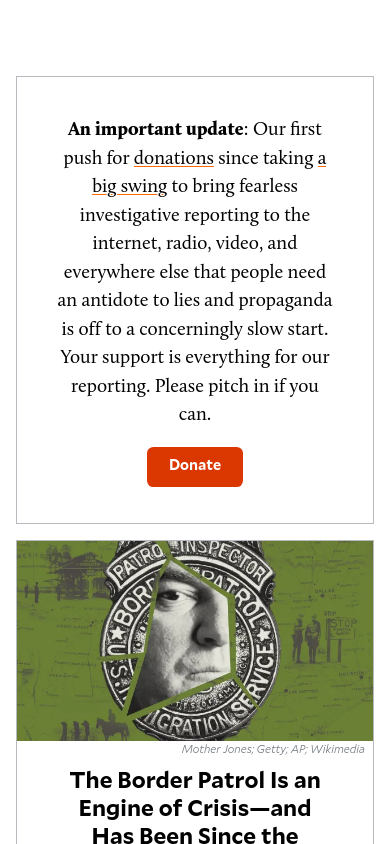 An important update: Our first
push for donations since taking a
big swing to bring fearless
investigative reporting to the
internet, radio, video, and
everywhere else that people need
an antidote to lies and propaganda
is off to a concerningly slow start.
Your support is everything for our
reporting. Please pitch in if you
can.
Donate
PATROL INSPECTOR
PATROL
U.S.
IMMIGRATION SERVICE
STOP
Mother Jones; Getty; AP; Wikimedia
The Border Patrol Is an
Engine of Crisis—and
Has Been Since the